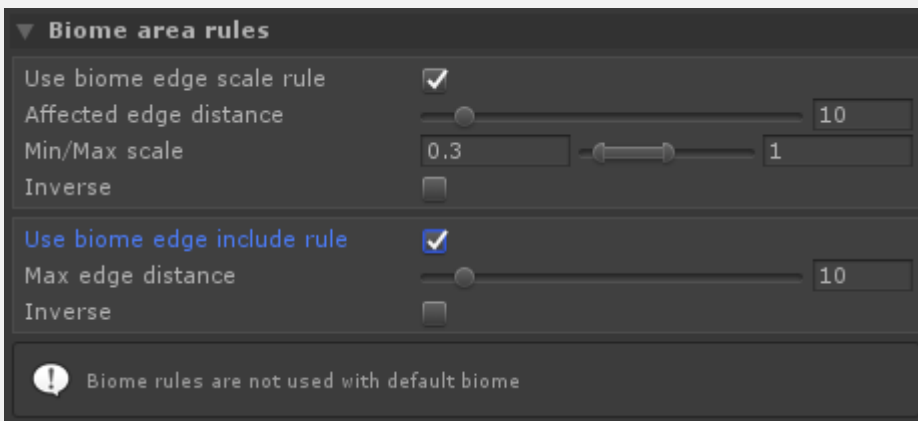 Biome area rules
Use biome edge scale rule
Affected edge distance 10
Min/Max scale 0.3 1
Inverse
Use biome edge include rule
Max edge distance 10
Inverse
Biome rules are not used with default biome